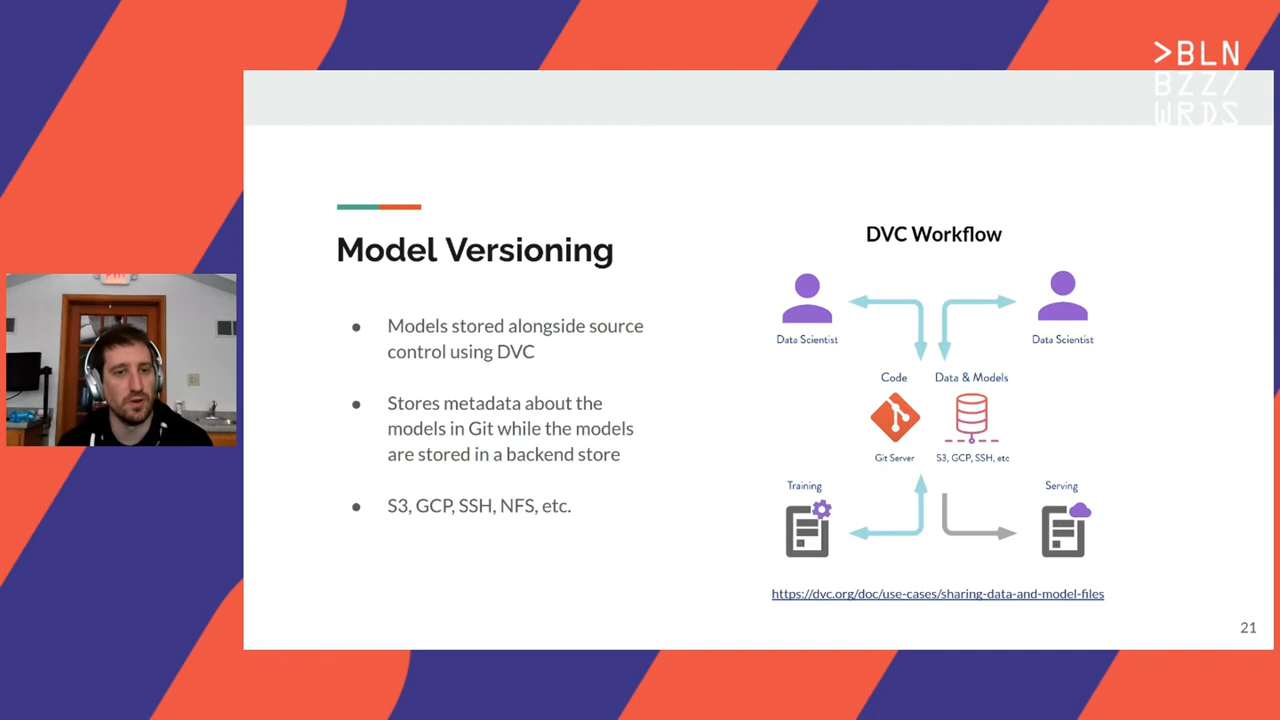 >BLN
BZZ/
WRDS
Model Versioning
● Models stored alongside source
control using DVC
● Stores metadata about the
models in Git while the models
are stored in a backend store
● S3, GCP, SSH, NFS, etc.
DVC Workflow
Data Scientist
Data Scientist
Code
Data & Models
Git Server
S3, GCP, SSH, etc
Training
Serving
https://dvc.org/doc/use-cases/sharing-data-and-model-files
21